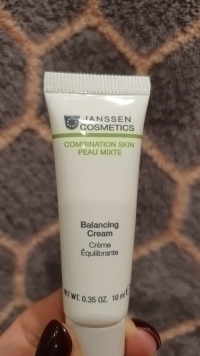 JANSSEN
COSMETICS
COMBINATION SKIN
PEAU MIXTE
Balancing
Cream
Crème
Équilibrante
NET WT. 0.35 OZ. 10 ml